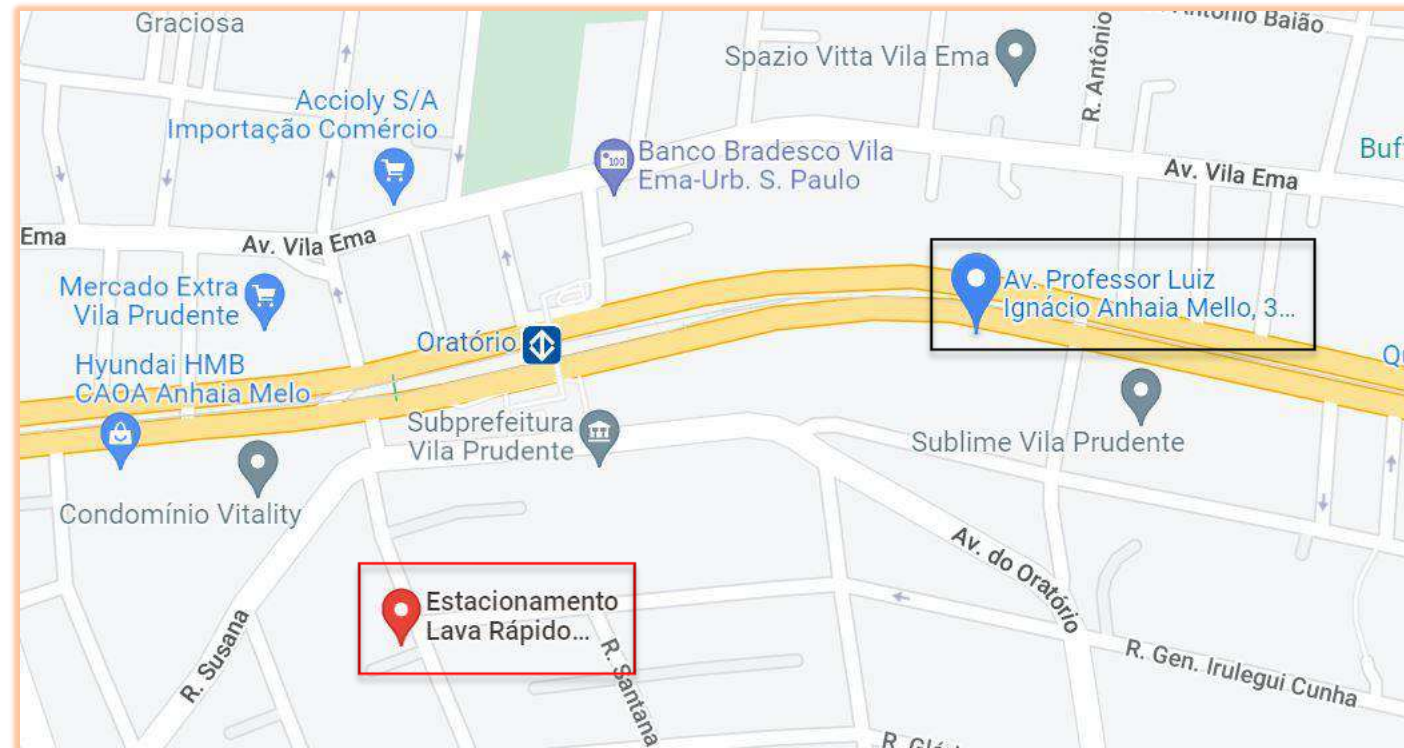 Graciosa
Antônio Baião
Spazio Vitta Vila Ema
R. Antônio
Accioly S/A
Importação Comércio
Banco Bradesco Vila
Ema-Urb. S. Paulo
Buf
Av. Vila Ema
Ema
Av. Vila Ema
Mercado Extra
Vila Prudente
Av. Professor Luiz
Ignácio Anhaia Mello, 3...
Oratório
Hyundai HMB
CAOA Anhaia Melo
Subprefeitura
Vila Prudente
Sublime Vila Prudente
Condomínio Vitality
Av. do Oratório
Estacionamento
Lava Rápido...
R. Susana
R. Santana
R. Gen. Irulegui Cunha